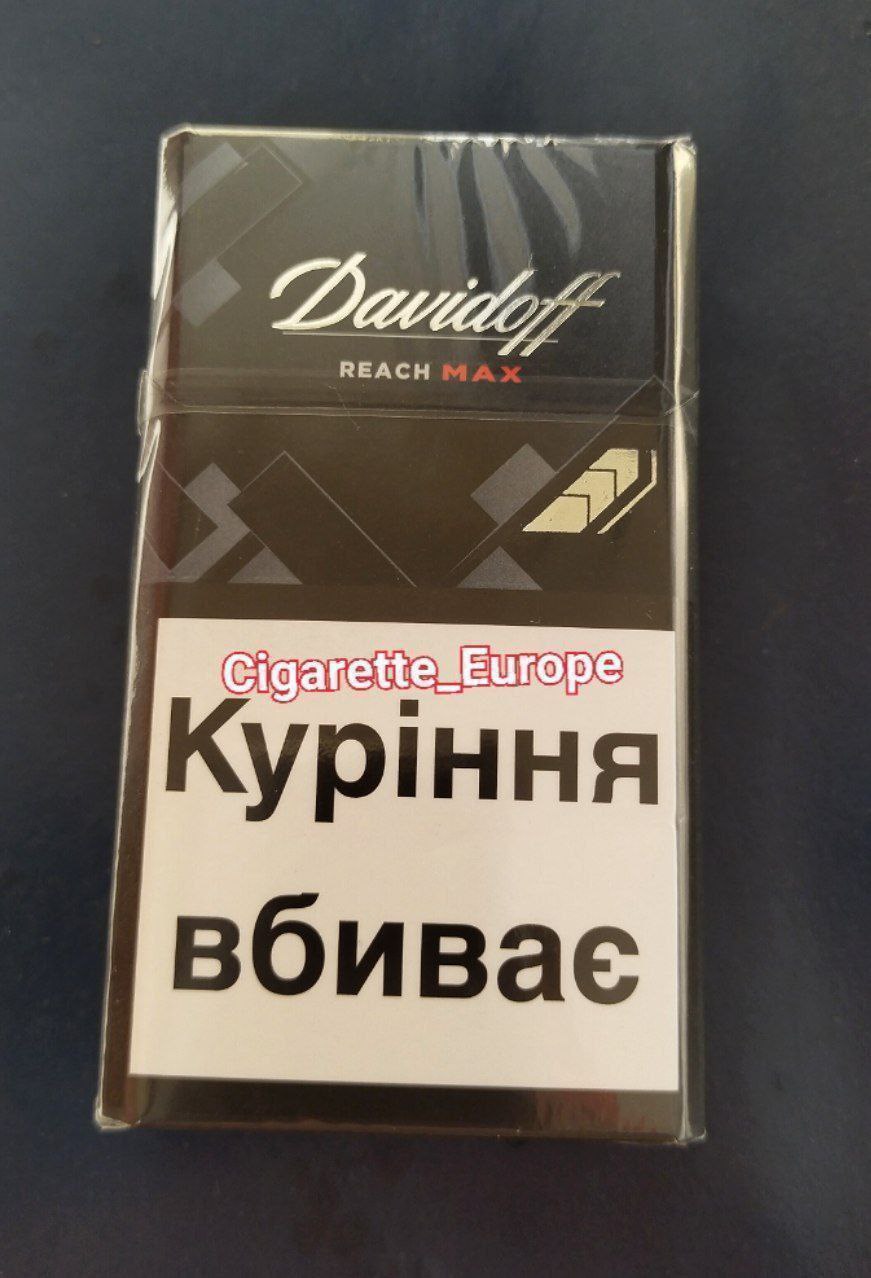 Davidoff
REACH MAX
Cigarette_Europe
Куріння
вбиває